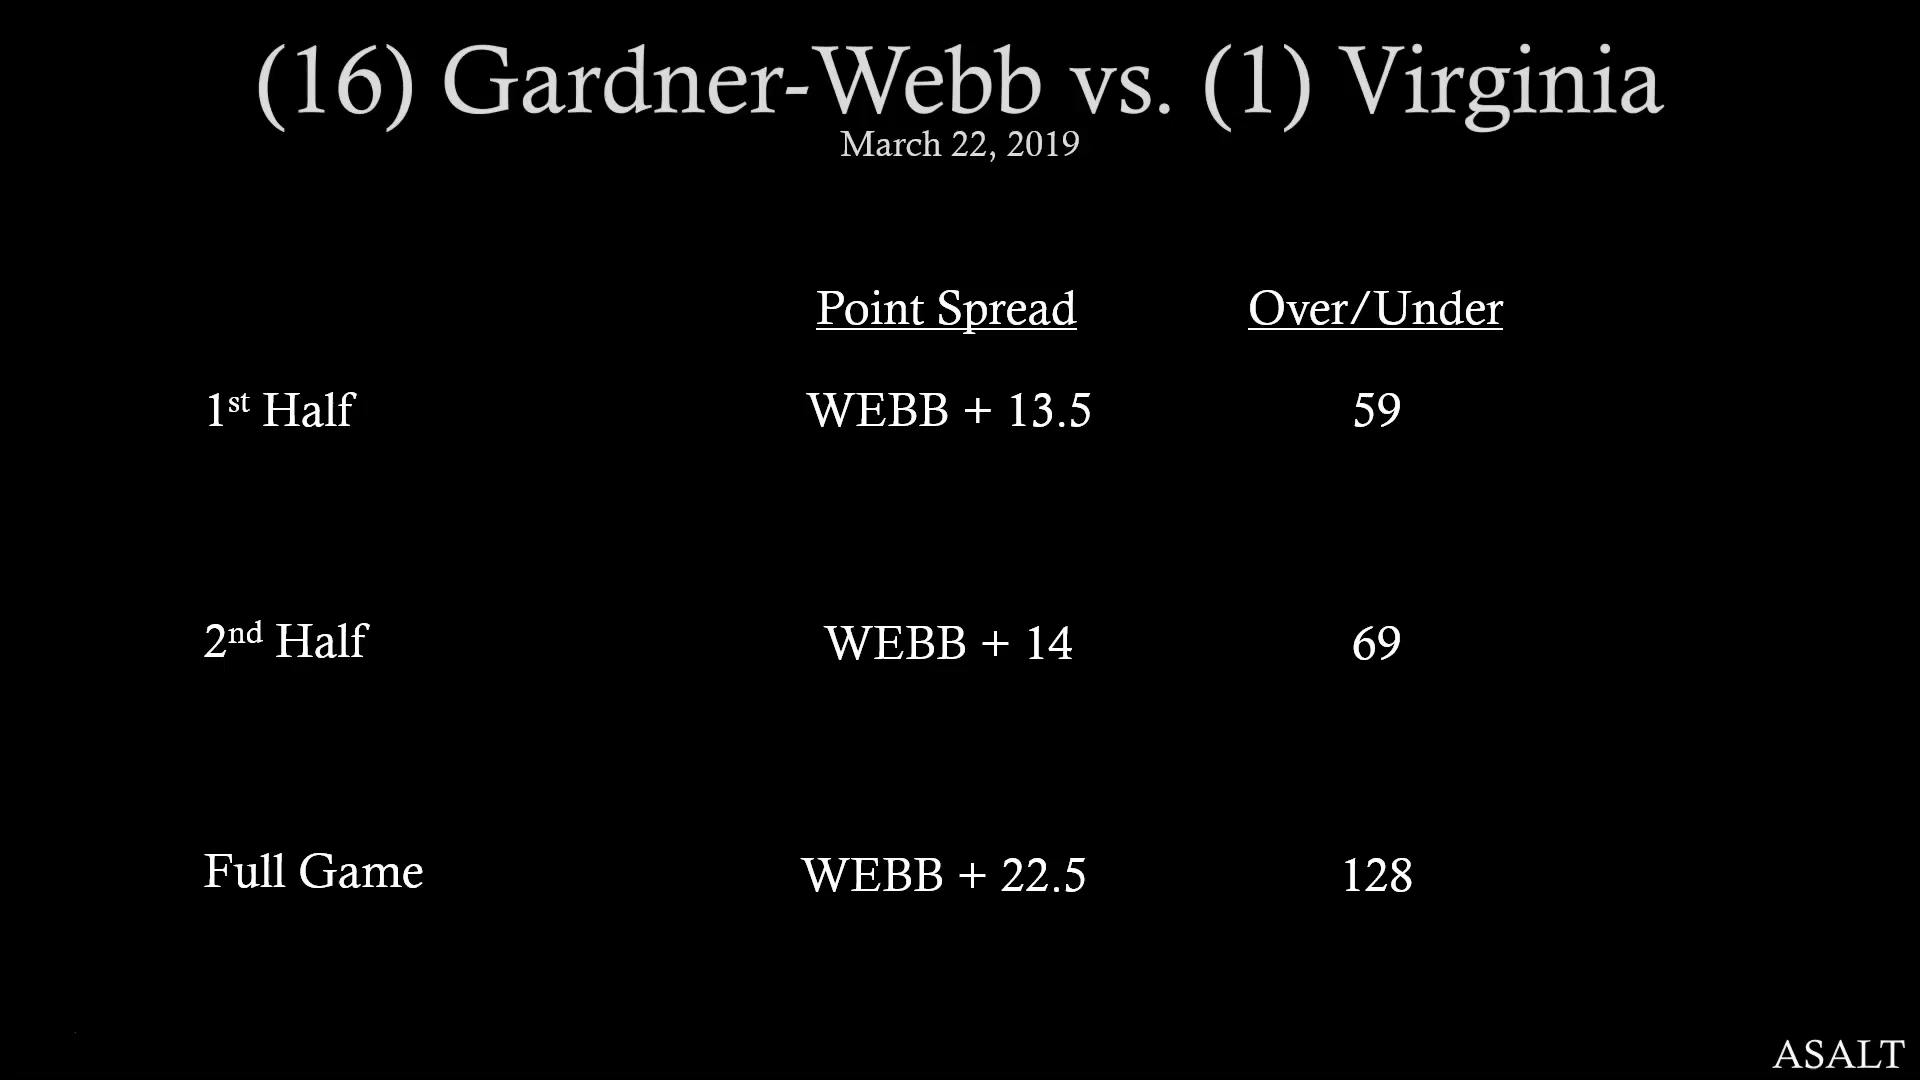 (16) Gardner-Webb vs. (1) Virginia
March 22, 2019
Point Spread Over/Under
1st Half WEBB + 13.5 59
2nd Half WEBB + 14 69
Full Game WEBB + 22.5 128
ASALT